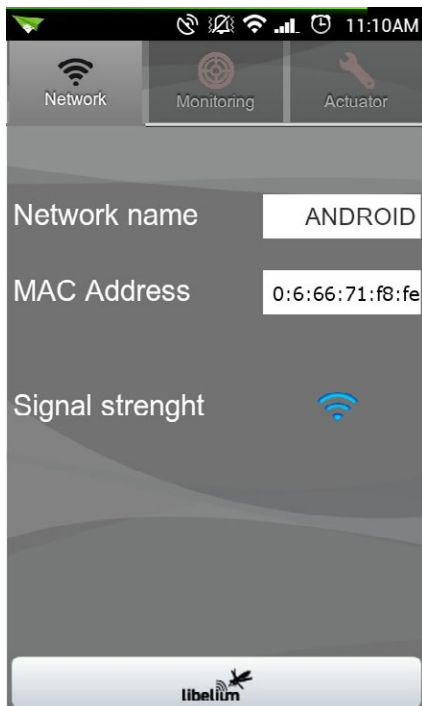 11:10AM
Network Monitoring Actuator
Network name ANDROID
MAC Address 0:6:66:71:f8:fe
Signal strenght
libelium